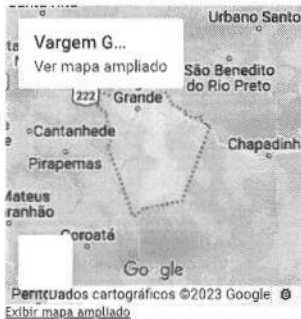 Urbano Santo
Vargem G...
Ver mapa ampliado
São Benedito
do Rio Preto
222
Grande
Cantanhede
Chapadinh
Pirapemas
Mateus
aranhão
Coroatá
Google
Dados cartográficos ©2023 Google
Exibir mapa ampliado